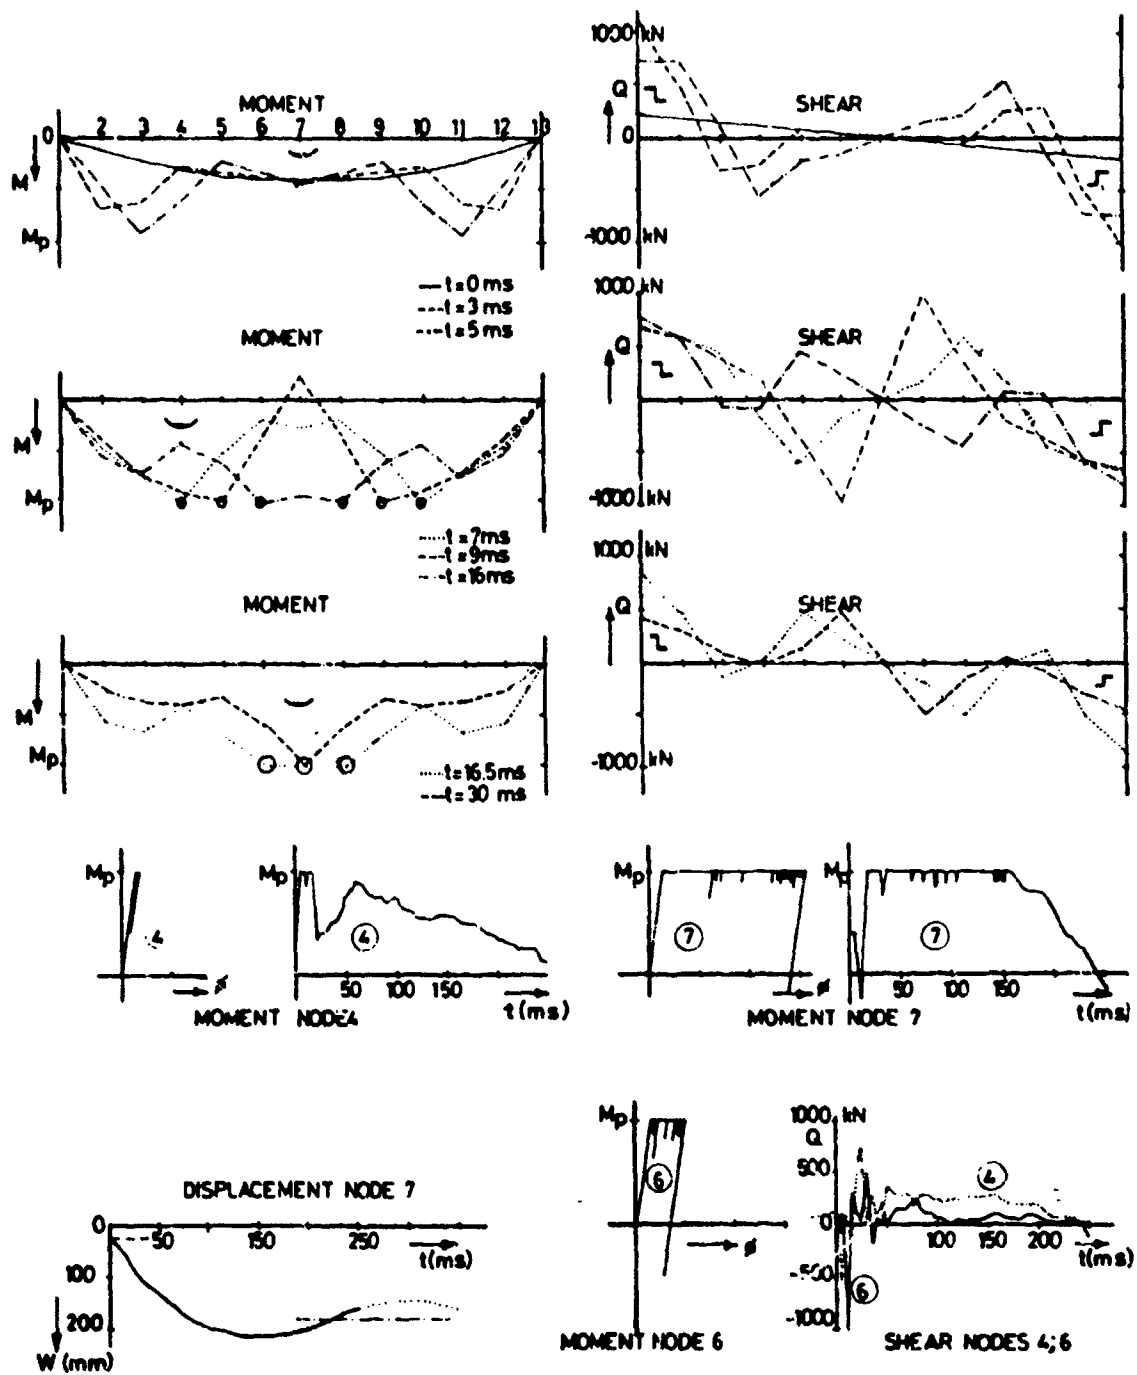 1000 kN
Q
MOMENT
SHEAR
0 2 3 4 5 6 7 8 9 10 11 12 13
0
M
Mp
-1000 kN
t=0 ms
t=3 ms
t=5 ms
1000 kN
MOMENT
SHEAR
Q
M
Mp
-1000 kN
t=7ms
t=9ms
t=16ms
1000 kN
MOMENT
SHEAR
Q
M
Mp
-1000 kN
t=16.5ms
t=30 ms
Mp
Mp
Mp
Mp
4
4
7
7
ø
50 100 150
ø
50 100 150
t(ms)
t(ms)
MOMENT NODE4
MOMENT NODE 7
Mp
1000 kN
Q
500
6
4
DISPLACEMENT NODE 7
0
50 150 250
t(ms)
ø
0
100 150 200
t(ms)
100
-500
6
200
-1000
W (mm)
MOMENT NODE 6
SHEAR NODES 4;6